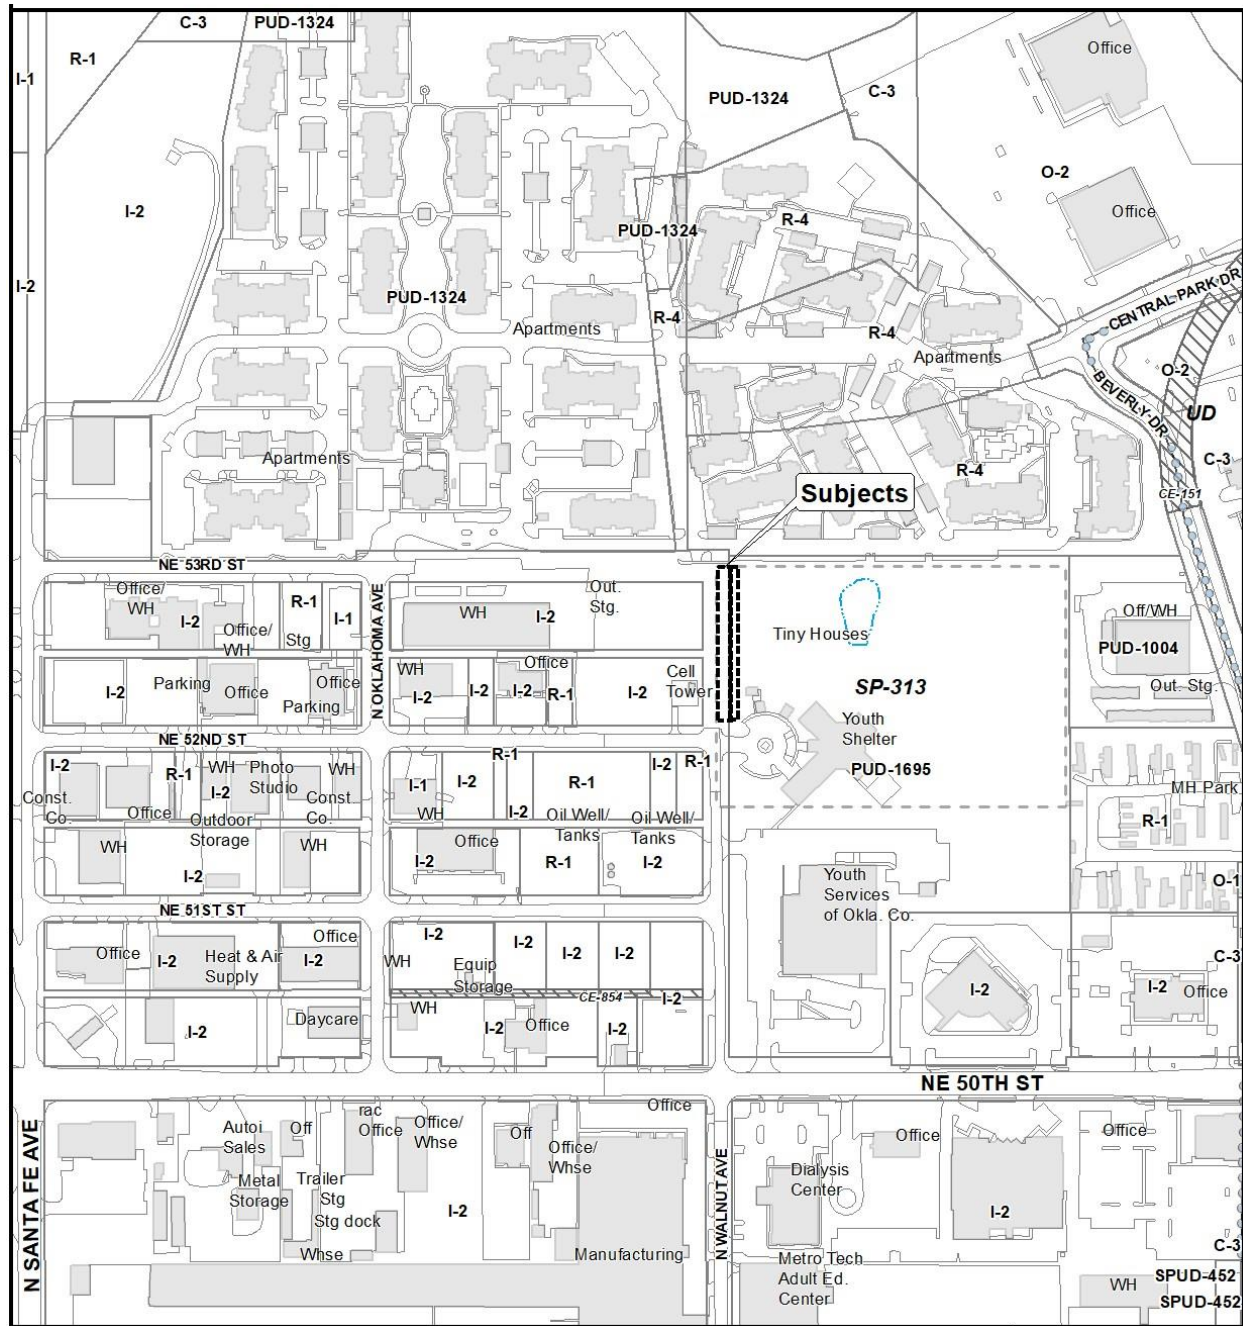 C-3
PUD-1324
R-1
I-1
Office
PUD-1324
C-3
O-2
I-2
Office
R-4
PUD-1324
I-2
PUD-1324
CENTRAL PARK DR
R-4
Apartments
R-4
Apartments
O-2
BEVERLY DR
UD
Apartments
R-4
C-3
CE-151
Subjects
NE 53RD ST
Office/
WH
I-2
Office/
WH
R-1
Stg
I-1
N OKLAHOMA AVE
WH
I-2
Out.
Stg.
Tiny Houses
Off/WH
PUD-1004
Out. Stg.
I-2
Parking
Office
Parking
Office
WH
I-2
I-2
Office
I-2
R-1
I-2
Cell
Tower
SP-313
Youth
Shelter
PUD-1695
NE 52ND ST
I-2
Const.
Co.
Office
R-1
WH
I-2
Photo
Studio
Outdoor
Storage
WH
Const.
Co.
I-1
WH
I-2
R-1
I-2
R-1
I-2
R-1
MH Park
R-1
Oil Well/
Tanks
Oil Well/
Tanks
WH
I-2
WH
I-2
Office
R-1
I-2
Youth
Services
of Okla. Co.
O-1
NE 51ST ST
Office
I-2
Heat & Air
Supply
Office
I-2
WH
I-2
Equip
Storage
I-2
I-2
I-2
CE-854
I-2
C-3
I-2
I-2
Office
I-2
Daycare
WH
I-2
Office
I-2
NE 50TH ST
N SANTA FE AVE
Autoi
Sales
Off
rac
Office
Office/
Whse
Off
Office/
Whse
Office
N WALNUT AVE
Office
Office
Metal
Storage
Trailer
Stg
Stg dock
Whse
I-2
Manufacturing
Dialysis
Center
I-2
Metro Tech
Adult Ed.
Center
C-3
WH
SPUD-452
SPUD-452